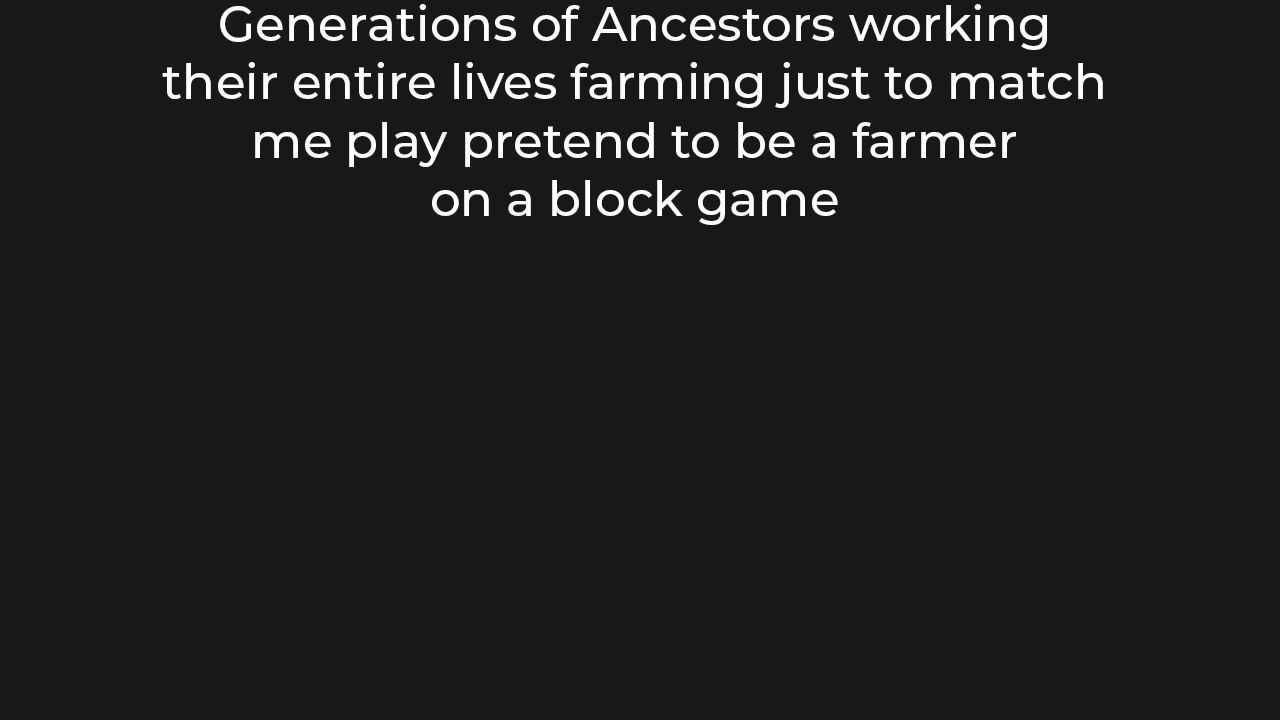 Generations of Ancestors working
their entire lives farming just to match
me play pretend to be a farmer
on a block game